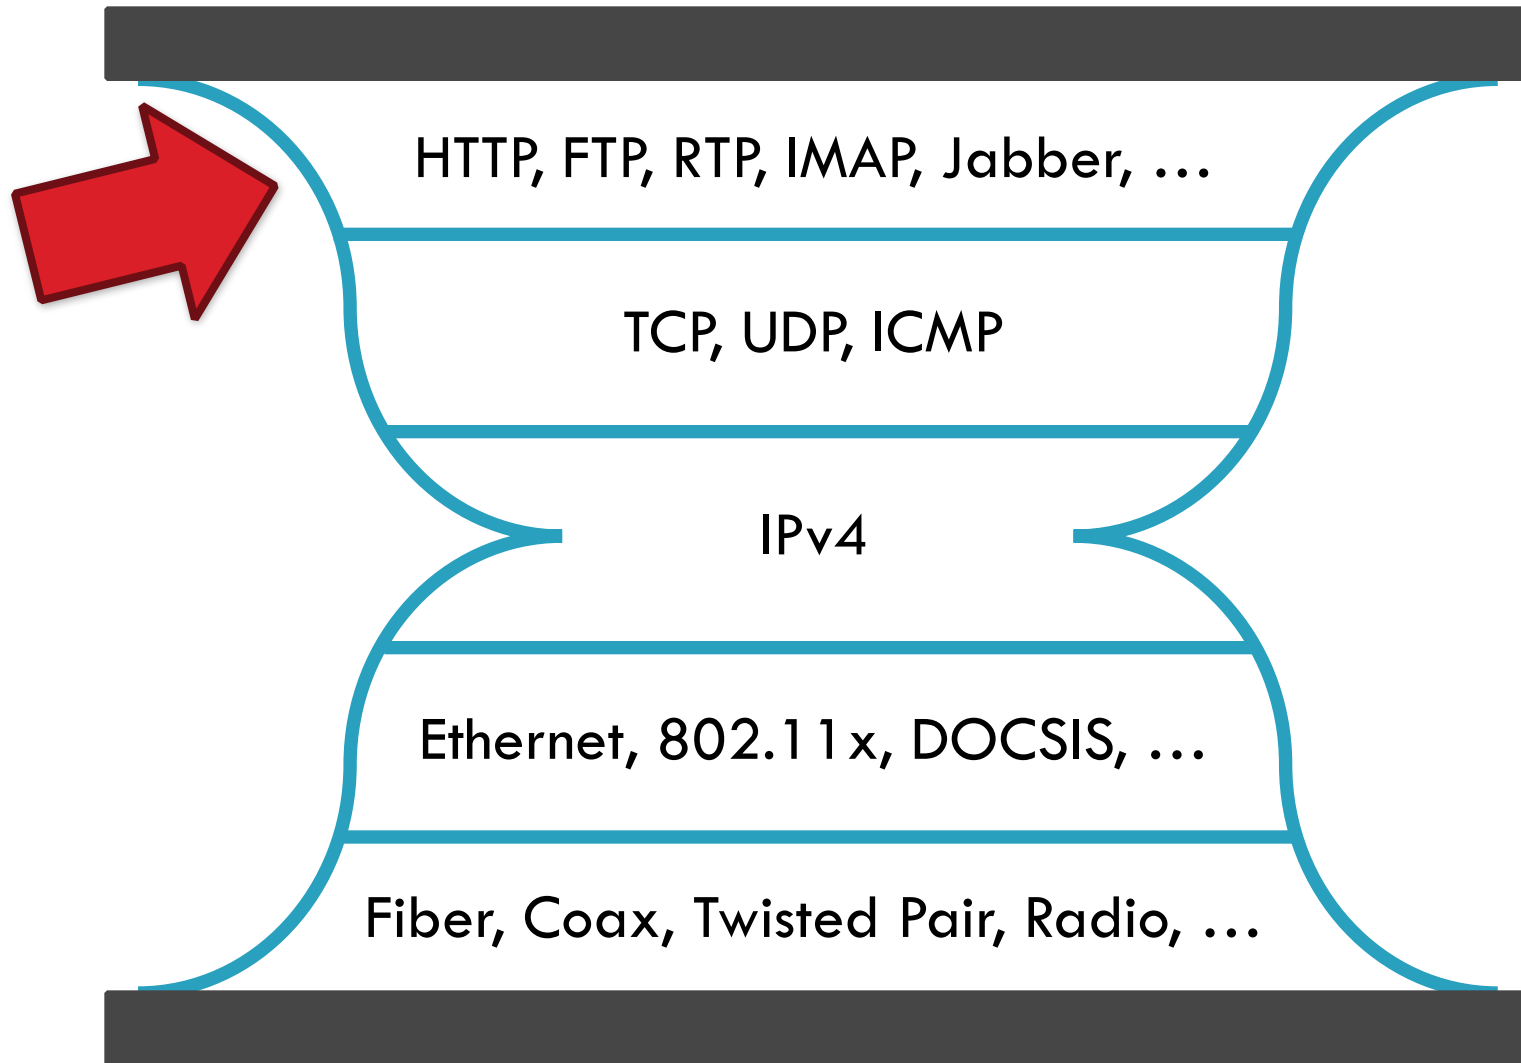 HTTP, FTP, RTP, IMAP, Jabber, …
TCP, UDP, ICMP
IPv4
Ethernet, 802.11x, DOCSIS, …
Fiber, Coax, Twisted Pair, Radio, …